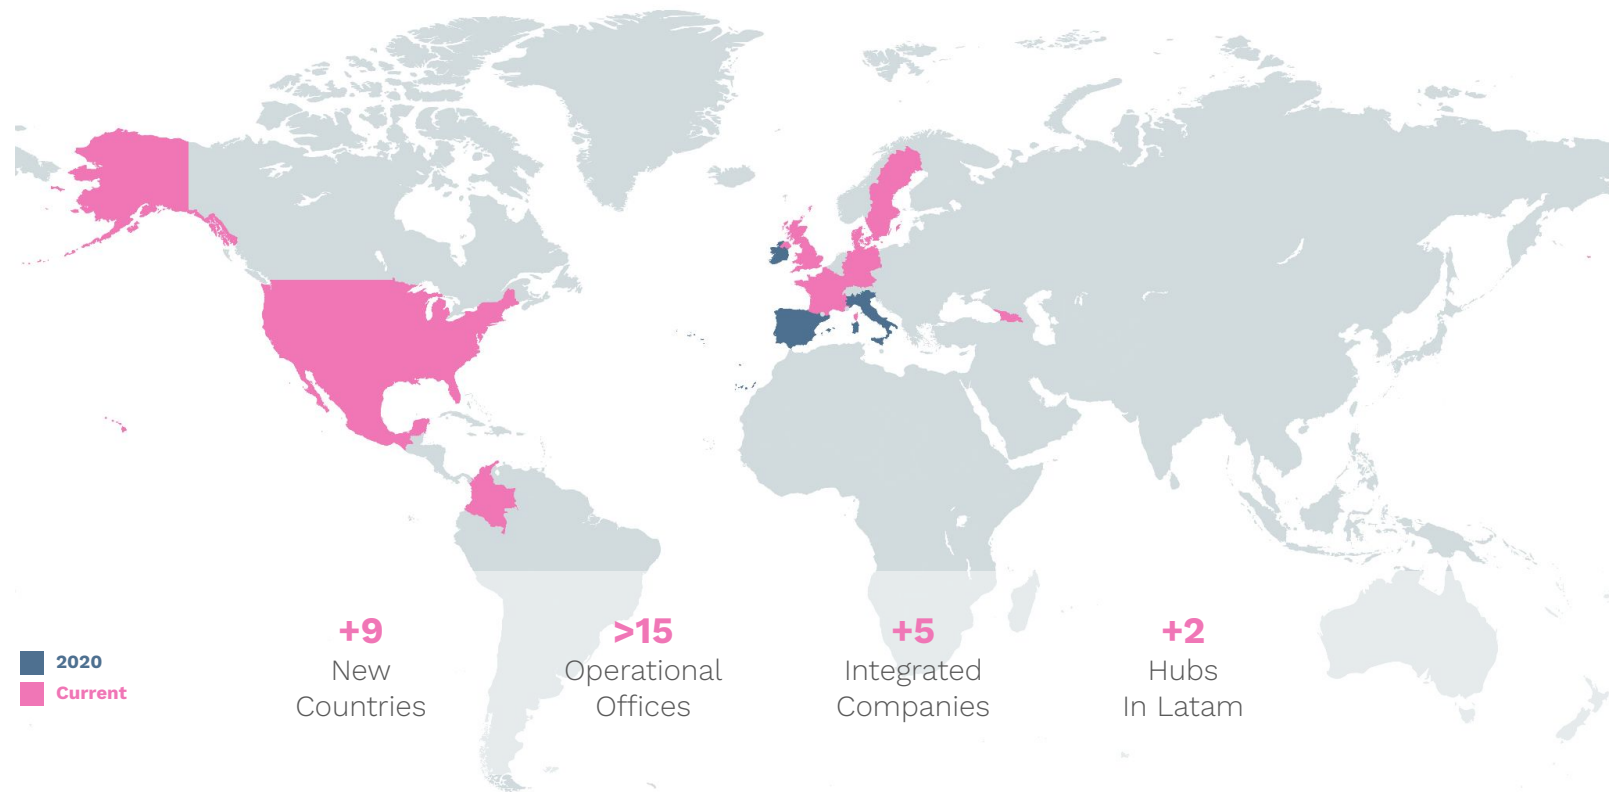 2020
Current
+9
New
Countries
>15
Operational
Offices
+5
Integrated
Companies
+2
Hubs
In Latam